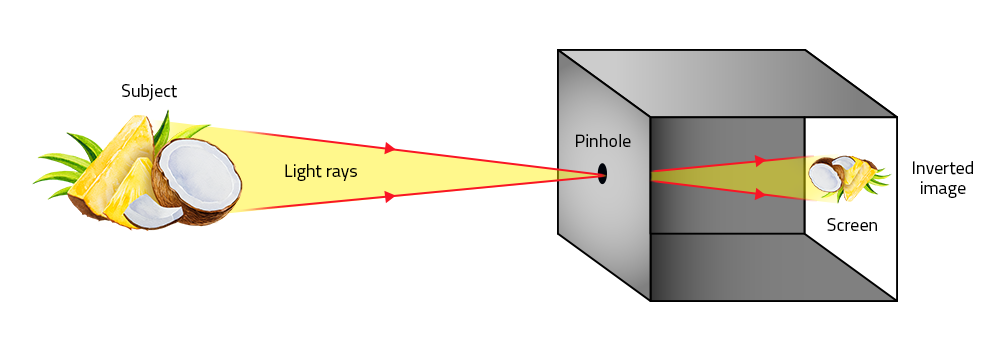 Subject
Light rays
Pinhole
Inverted
image
Screen